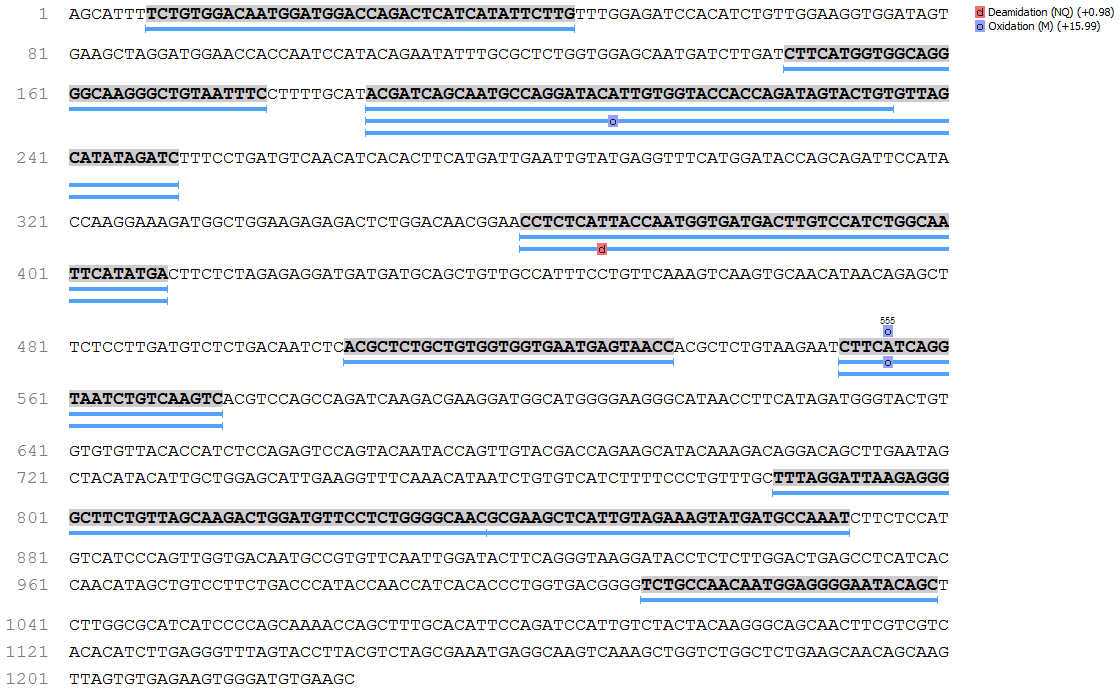 1 AGCATTTTCTGTGGACAATGGATGGACCAGACTCATCATATTCTTGTTTGGAGATCCACATCTGTTGGAAGGTGGATAGT
d Deamidation (NQ) (+0.98)
o Oxidation (M) (+15.99)
81 GAAGCTAGGATGGAACCACCAATCCATACAGAATATTTGCGCTCTGGTGGAGCAATGATCTTGATCTTCATGGTGGCAGG
161 GGCAAGGGCTGTAATTTCCTTTTGCATACGATCAGCAATGCCAGGATACATTGTGGTACCACCAGATAGTACTGTGTTAG
o
241 CATATAGATCTTTCCTGATGTCAACATCACACTTCATGATTGAATTGTATGAGGTTTCATGGATACCAGCAGATTCCATA
321 CCAAGGAAAGATGGCTGGAAGAGAGACTCTGGACAACGGAACCTCTCATTACCAATGGTGATGACTTGTCCATCTGGCAA
d
401 TTCATATGACTTCTCTAGAGAGGATGATGATGCAGCTGTTGCCATTTCCTGTTCAAAGTCAAGTGCAACATAACAGAGCT
555
o
481 TCTCCTTGATGTCTCTGACAATCTCACGCTCTGCTGTGGTGGTGAATGAGTAACCACGCTCTGTAAGAATCTTCATCAGG
o
561 TAATCTGTCAAGTCACGTCCAGCCAGATCAAGACGAAGGATGGCATGGGGAAGGGCATAACCTTCATAGATGGGTACTGT
641 GTGTGTTACACCATCTCCAGAGTCCAGTACAATACCAGTTGTACGACCAGAAGCATACAAAGACAGGACAGCTTGAATAG
721 CTACATACATTGCTGGAGCATTGAAGGTTTCAAACATAATCTGTGTCATCTTTTCCCTGTTTGCTTTAGGATTAAGAGGG
801 GCTTCTGTTAGCAAGACTGGATGTTCCTCTGGGGCAACGCGAAGCTCATTGTAGAAAGTATGATGCCAAATCTTCTCCAT
881 GTCATCCCAGTTGGTGACAATGCCGTGTTCAATTGGATACTTCAGGGTAAGGATACCTCTCTTGGACTGAGCCTCATCAC
961 CAACATAGCTGTCCTTCTGACCCATACCAACCATCACACCCTGGTGACGGGGTCTGCCAACAATGGAGGGGAATACAGCT
1041 CTTGGCGCATCATCCCCAGCAAAACCAGCTTTGCACATTCCAGATCCATTGTCTACTACAAGGGCAGCAACTTCGTCGTC
1121 ACACATCTTGAGGGTTTAGTACCTTACGTCTAGCGAAATGAGGCAAGTCAAAGCTGGTCTGGCTCTGAAGCAACAGCAAG
1201 TTAGTGTGAGAAGTGGGATGTGAAGC